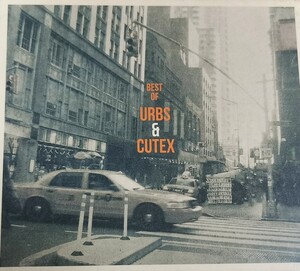 BEST
OF
URBS
&
CUTEX